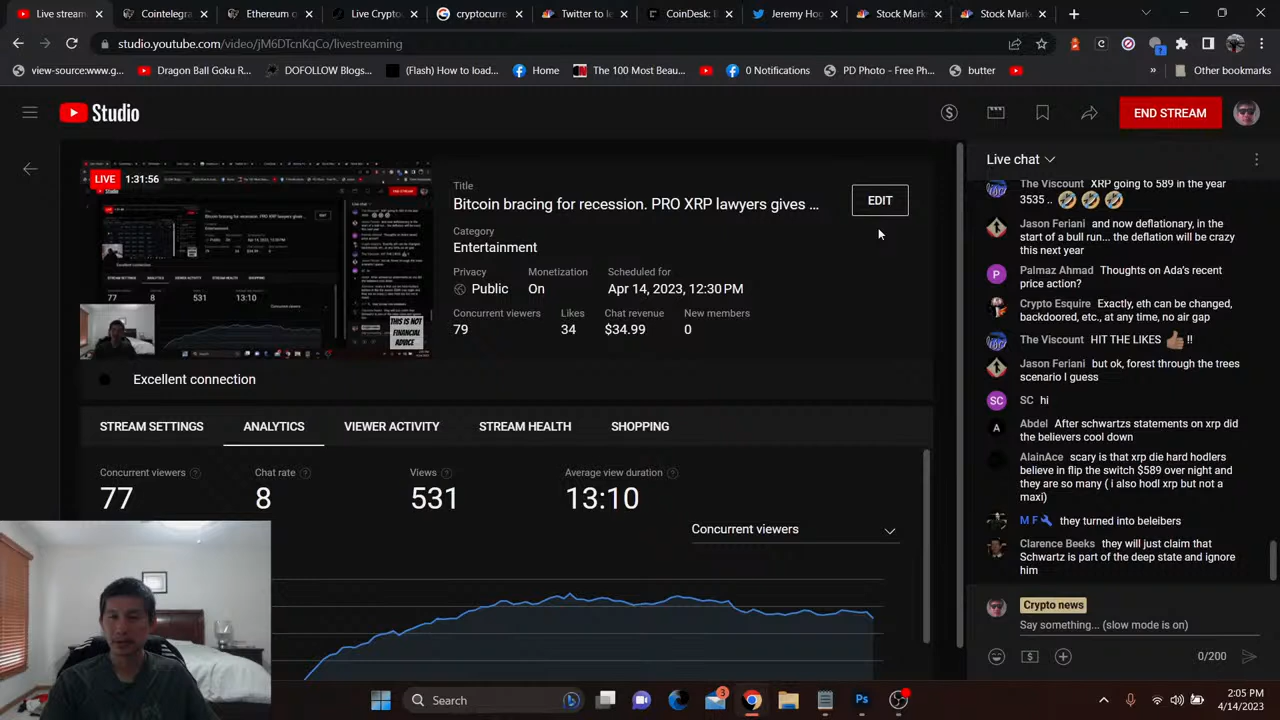 Live stream
Cointelegr
Ethereum c
Live Crypto
cryptocurre
Twitter to le
CoinDesk: B
Jeremy Hog
Stock Mark
Stock Mark
studio.youtube.com/video/jM6DTcnKqCo/livestreaming
view-source:www.g...
Dragon Ball Goku R...
DOFOLLOW Blogs...
(Flash) How to load...
Home
The 100 Most Beau...
0 Notifications
D Photo - Free Ph...
butter
»
Other bookmarks
Studio
END STREAM
LIVE 1:31:56
THIS IS NOT
FINANCIAL
ADVICE
Title
Bitcoin bracing for recession. PRO XRP lawyers give
EDIT
Category
Entertainment
Privacy
Public
On
Scheduled for
Apr 14, 2023, 12:30 PM
Concurrent viewers
79
Likes
34
$34.99
0
Excellent connection
STREAM SETTINGS
ANALYTICS
VIEWER ACTIVITY
STREAM HEALTH
SHOPPING
Concurrent viewers
77
Chat rate
8
Views
531
Average view duration
13:10
Concurrent viewers
Live chat
The Viscount
going to 589 in the year
3535 ..
Jason Feriani eth now deflationary, in the
start of a bull run.. the deflation will be crazy
this next year
Palmaz Alandal Thoughts on Ada's recent
price action?
Crypto Esquire Exactly, eth can be changed,
backdoored, etc., at any time, no air gap
The Viscount HIT THE LIKES 👍🏽 !!
Jason Feriani but ok, forest through the trees
scenario I guess
SC
SC hi
A
Abdel After schwartzs statements on xrp did
the believers cool down
AlainAce scary is that xrp die hard hodlers
believe in flip the switch $589 over night and
they are so many ( i also hodl xrp but not a
maxi)
M F 🔧 they turned into beleibers
Clarence Beeks they will just claim that
Schwartz is part of the deep state and ignore
him
Crypto news
Say something... (slow mode is on)
0/200
Search
3
2:05 PM
4/14/2023